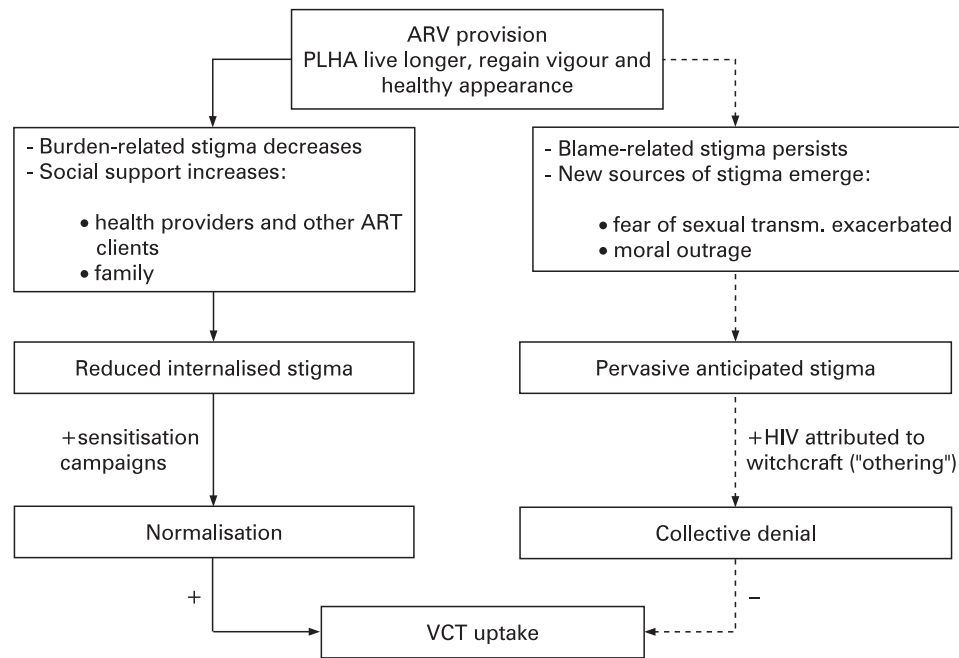 ARV provision
PLHA live longer, regain vigour and
healthy appearance
- Burden-related stigma decreases
- Social support increases:
• health providers and other ART
clients
• family
- Blame-related stigma persists
- New sources of stigma emerge:
• fear of sexual transm. exacerbated
• moral outrage
Reduced internalised stigma
Pervasive anticipated stigma
+sensitisation
campaigns
+HIV attributed to
witchcraft ("othering")
Normalisation
Collective denial
+
–
VCT uptake